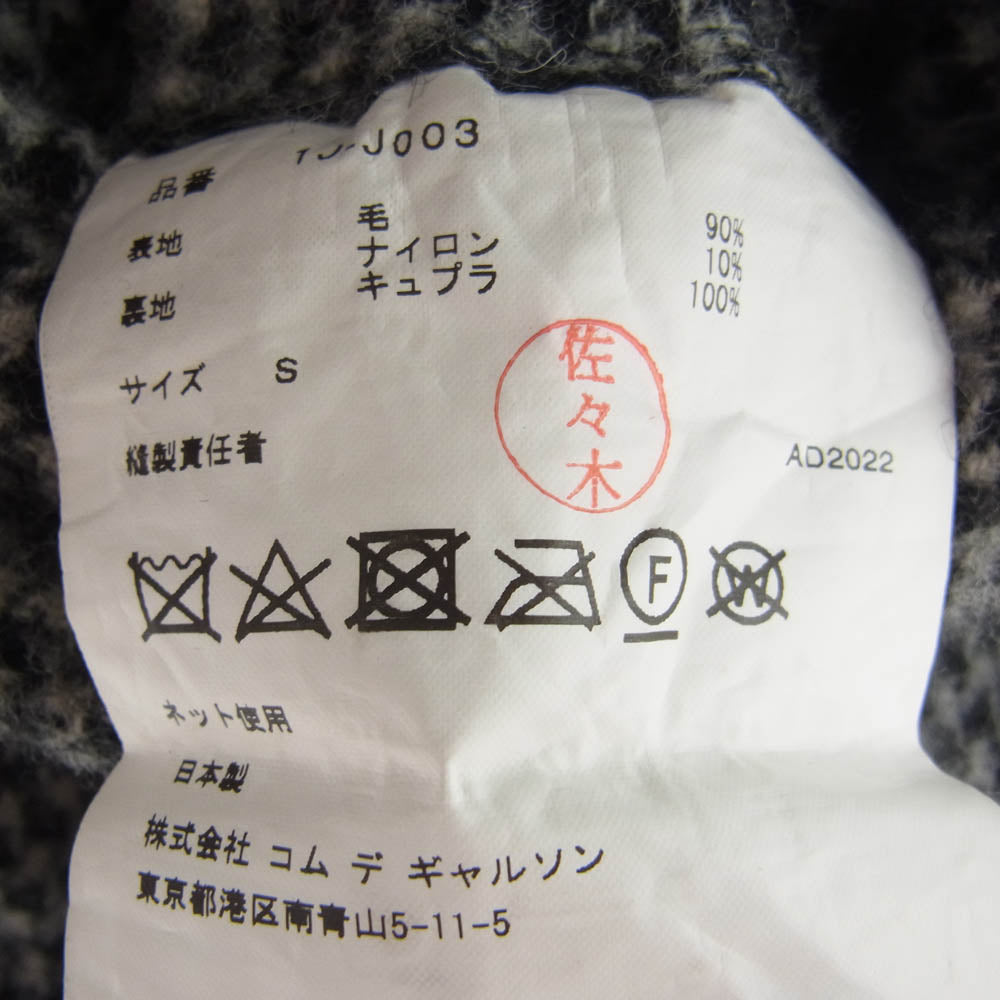 品番 J003
表地 毛 90%
ナイロン 10%
裏地 キュプラ 100%
サイズ S
佐々木
縫製責任者
AD2022
F
W
ネット使用
日本製
株式会社 コム デ ギャルソン
東京都港区南青山5-11-5